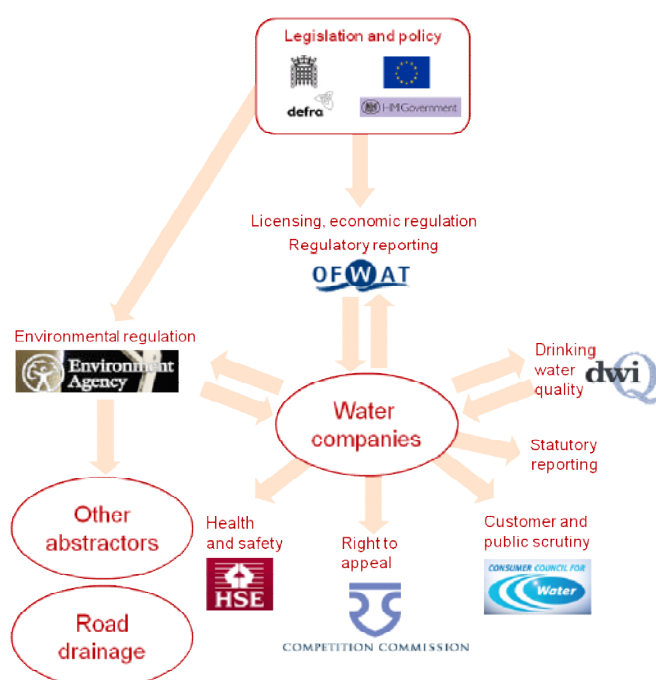 Legislation and policy
defra
HM Government
Licensing, economic regulation
Regulatory reporting
OFWAT
Environmental regulation
Environment
Agency
Drinking
water
quality
dwi
Water
companies
Statutory
reporting
Other
abstractors
Health
and safety
HSE
Right to
appeal
COMPETITION COMMISSION
Customer and
public scrutiny
CONSUMER COUNCIL FOR
Water
Road
drainage